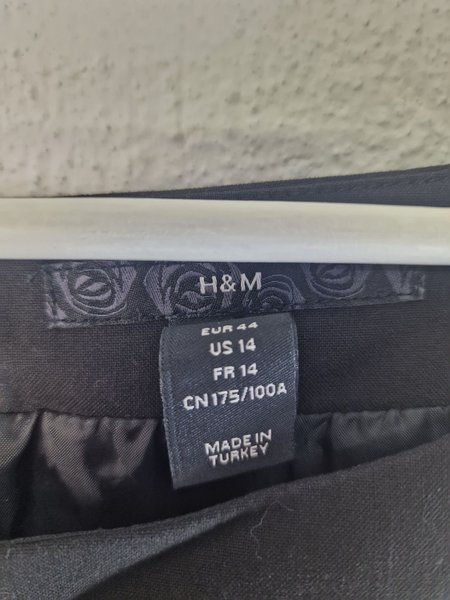 H&M
EUR 44
US 14
FR 14
CN175/100A
MADE IN
TURKEY